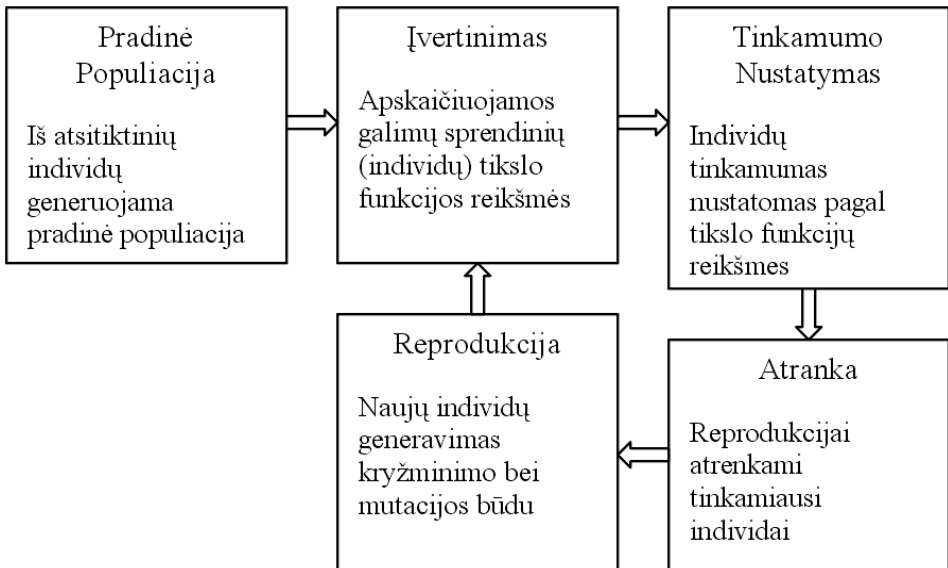 Pradinė
Populiacija
Iš atsitiktinių
individų
generuojama
pradinė populiacija
Įvertinimas
Apskaičiuojamos
galimų sprendinių
(individų) tikslo
funkcijos reikšmės
Tinkamumo
Nustatymas
Individų
tinkamumas
nustatomas pagal
tikslo funkcijų
reikšmes
Atranka
Reprodukcijai
atrenkami
tinkamiausi
individai
Reprodukcija
Naujų individų
generavimas
kryžminimo bei
mutacijos būdu